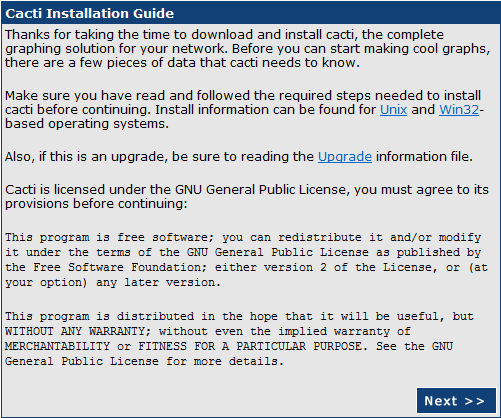 Cacti Installation Guide
Thanks for taking the time to download and install cacti, the complete
graphing solution for your network. Before you can start making cool graphs,
there are a few pieces of data that cacti needs to know.
Make sure you have read and followed the required steps needed to install
cacti before continuing. Install information can be found for Unix and Win32-
based operating systems.
Also, if this is an upgrade, be sure to reading the Upgrade information file.
Cacti is licensed under the GNU General Public License, you must agree to its
provisions before continuing:
This program is free software; you can redistribute it and/or modify
it under the terms of the GNU General Public License as published by
the Free Software Foundation; either version 2 of the License, or (at
your option) any later version.
This program is distributed in the hope that it will be useful, but
WITHOUT ANY WARRANTY; without even the implied warranty of
MERCHANTABILITY or FITNESS FOR A PARTICULAR PURPOSE. See the GNU
General Public License for more details.
Next >>